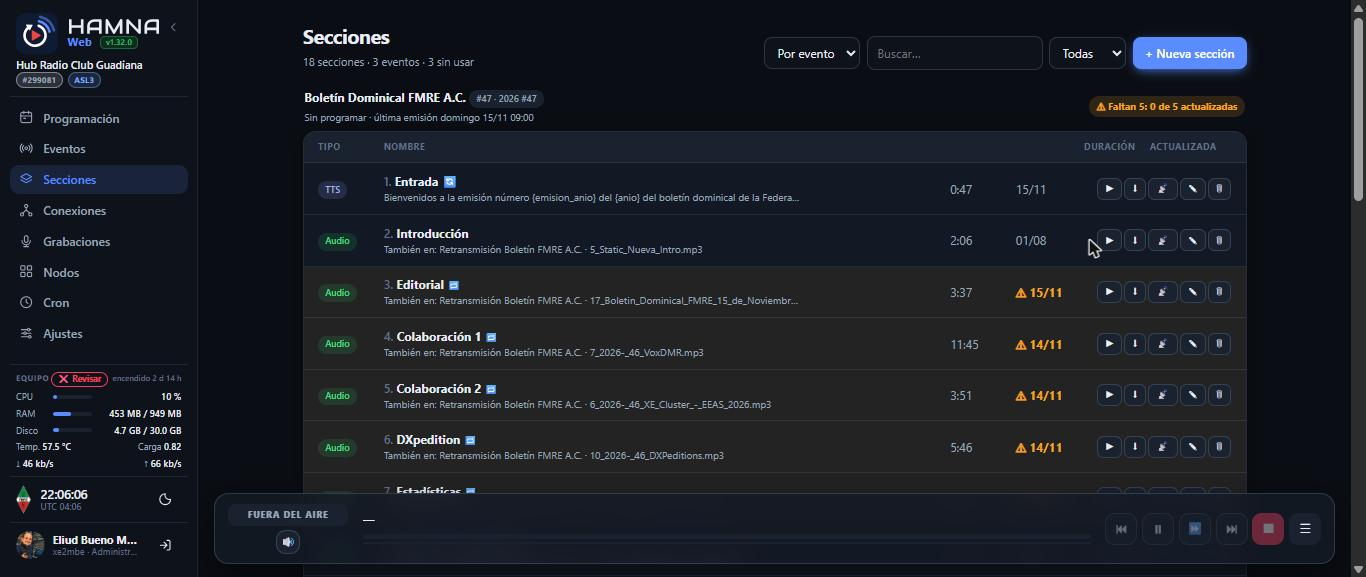 HAMNA
Web v1.32.0
Hub Radio Club Guadiana
#299081 ASL3
Programación
Eventos
Secciones
Conexiones
Grabaciones
Nodos
Cron
Ajustes
EQUIPO Revisar encendido 2 d 14 h
CPU 10 %
RAM 453 MB / 949 MB
Disco 4.7 GB / 30.0 GB
Temp. 57.5 °C Carga 0.82
↓ 46 kb/s ↑ 66 kb/s
22:06:06
UTC 04:06
Eliud Bueno M...
xe2mbe · Administr...
Secciones
18 secciones · 3 eventos · 3 sin usar
Por evento Buscar... Todas + Nueva sección
Boletín Dominical FMRE A.C. #47 · 2026 #47
Sin programar · última emisión domingo 15/11 09:00
⚠ Faltan 5: 0 de 5 actualizadas
TIPO NOMBRE DURACIÓN ACTUALIZADA
TTS 1. Entrada 0:47 15/11
Bienvenidos a la emisión número {emision_anio} del {anio} del boletín dominical de la Federa...
Audio 2. Introducción 2:06 01/08
También en: Retransmisión Boletín FMRE A.C. · 5_Static_Nueva_Intro.mp3
Audio 3. Editorial 3:37 ⚠ 15/11
También en: Retransmisión Boletín FMRE A.C. · 17_Boletin_Dominical_FMRE_15_de_Noviembr...
Audio 4. Colaboración 1 11:45 ⚠ 14/11
También en: Retransmisión Boletín FMRE A.C. · 7_2026-_46_VoxDMR.mp3
Audio 5. Colaboración 2 3:51 ⚠ 14/11
También en: Retransmisión Boletín FMRE A.C. · 6_2026-_46_XE_Cluster_-_EEAS_2026.mp3
Audio 6. DXpedition 5:46 ⚠ 14/11
También en: Retransmisión Boletín FMRE A.C. · 10_2026-_46_DXPeditions.mp3
7. Estadísticas
FUERA DEL AIRE —